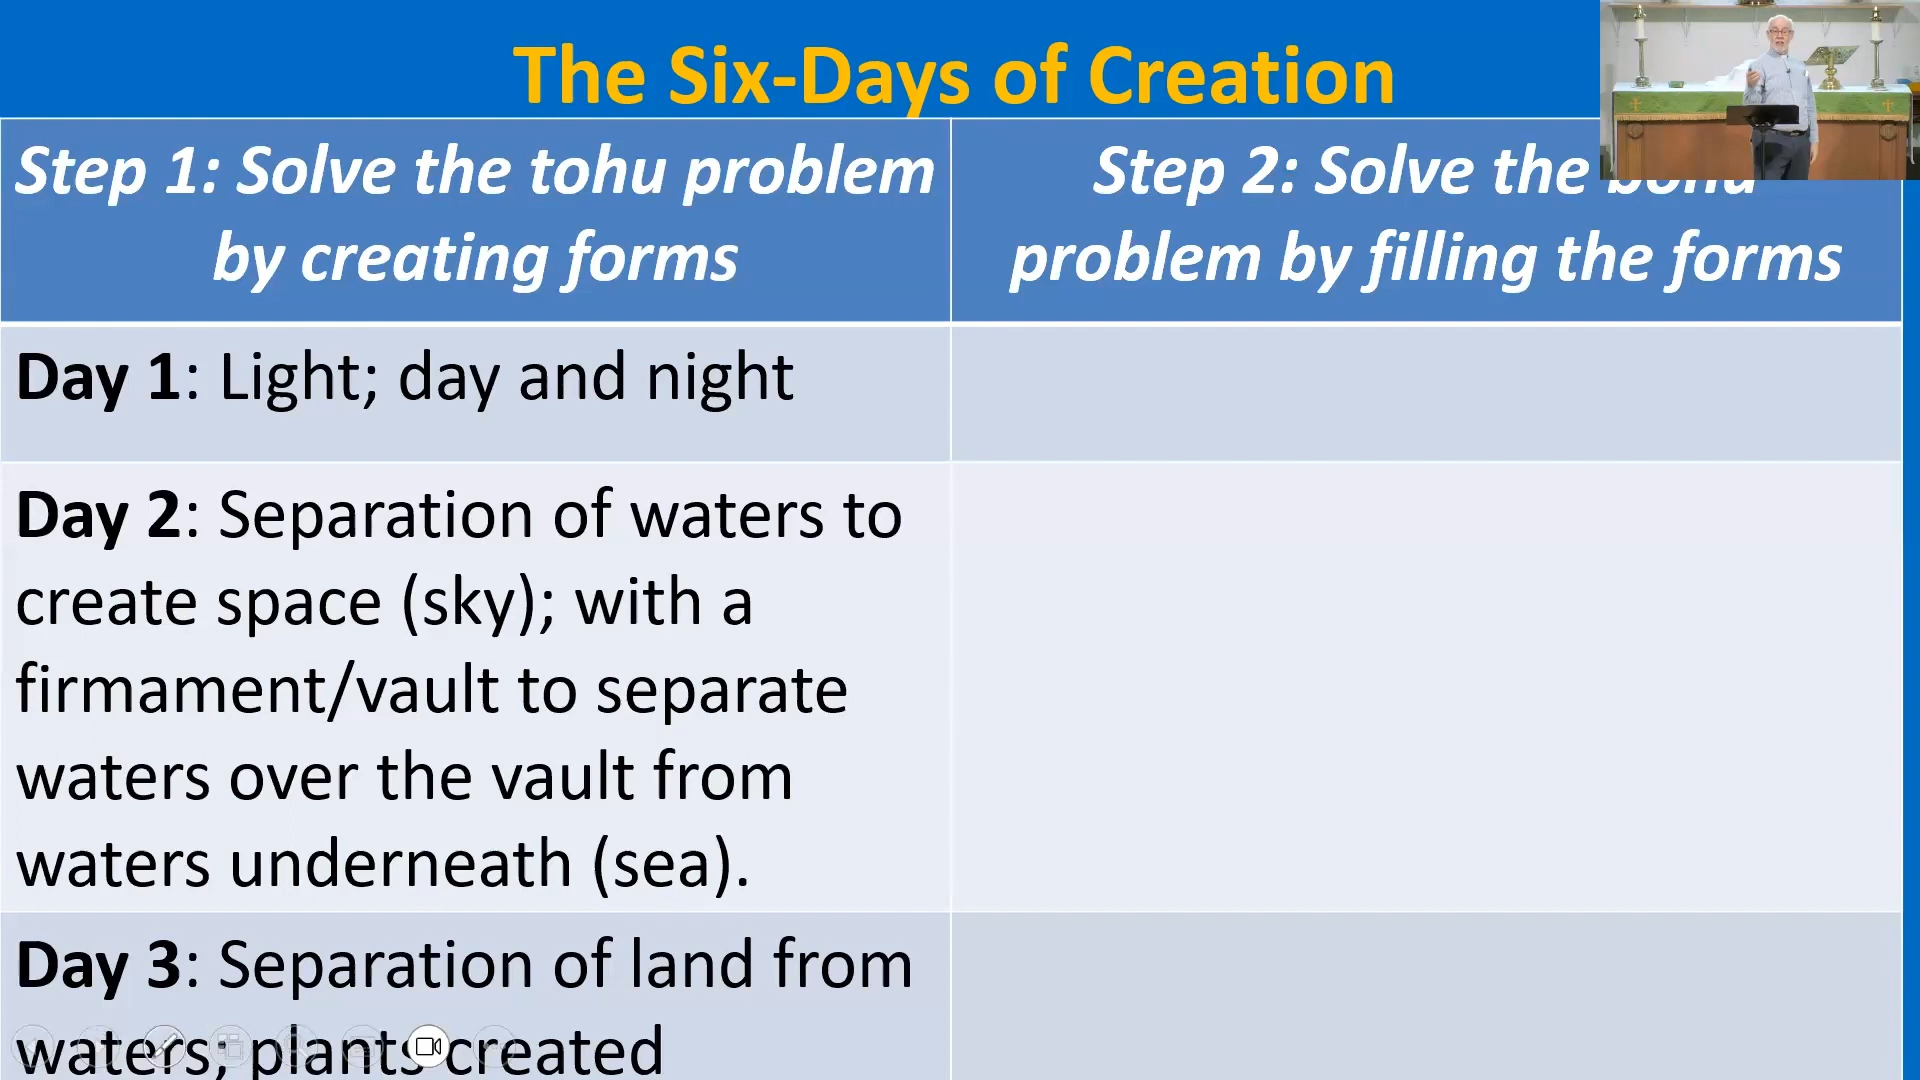 The Six-Days of Creation
Step 1: Solve the tohu problem
by creating forms
Step 2: Solve the
problem by filling the forms
Day 1: Light; day and night
Day 2: Separation of waters to
create space (sky); with a
firmament/vault to separate
waters over the vault from
waters underneath (sea).
Day 3: Separation of land from
waters; plants created